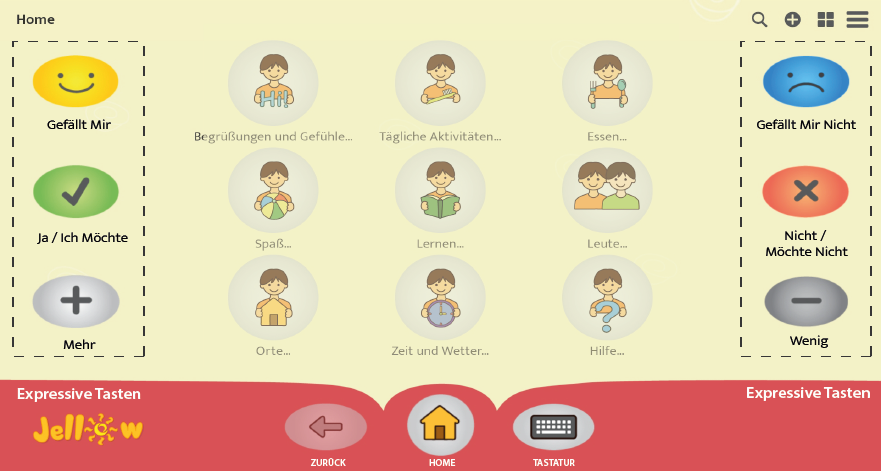 Home
Gefällt Mir
Ja / Ich Möchte
Mehr
Hi!
Begrüßungen und Gefühle...
Tägliche Aktivitäten...
Essen...
Spaß...
Lernen...
Leute...
Orte...
Zeit und Wetter...
Hilfe...
Gefällt Mir Nicht
Nicht /
Möchte Nicht
Wenig
Expressive Tasten
Expressive Tasten
Jellow
ZURÜCK
HOME
TASTATUR